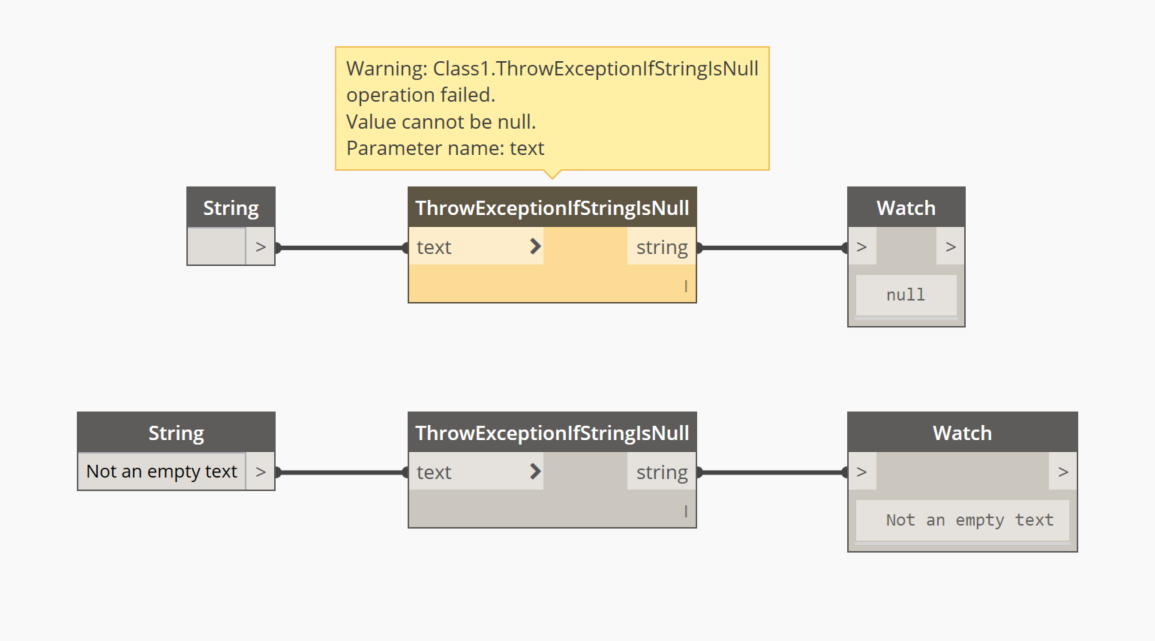 Warning: Class1.ThrowExceptionIfStringIsNull
operation failed.
Value cannot be null.
Parameter name: text
String
>
ThrowExceptionIfStringIsNull
text > string
l
Watch
> >
null
String
Not an empty text >
ThrowExceptionIfStringIsNull
text > string
l
Watch
> >
Not an empty text